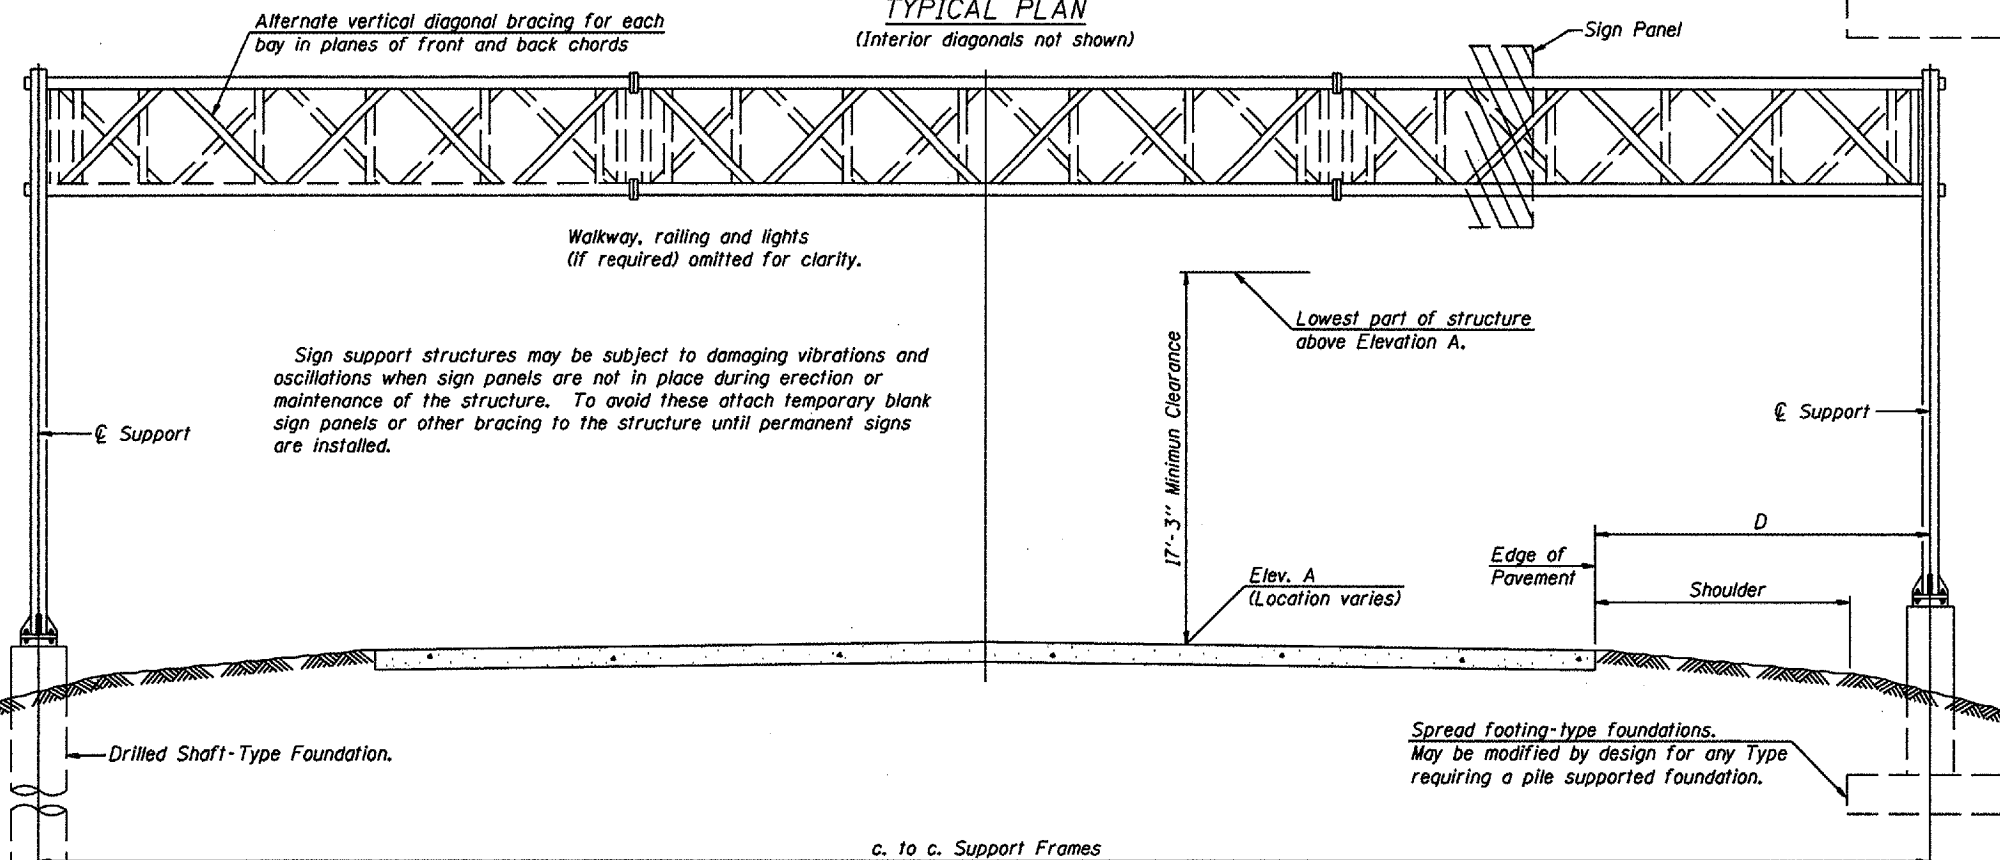 TYPICAL PLAN
(Interior diagonals not shown)
Alternate vertical diagonal bracing for each
bay in planes of front and back chords
Sign Panel
Walkway, railing and lights
(if required) omitted for clarity.
Lowest part of structure
above Elevation A.
Sign support structures may be subject to damaging vibrations and
oscillations when sign panels are not in place during erection or
maintenance of the structure. To avoid these attach temporary blank
sign panels or other bracing to the structure until permanent signs
are installed.
17'-3" Minimun Clearance
℄ Support
℄ Support
D
Edge of
Pavement
Shoulder
Elev. A
(Location varies)
Drilled Shaft-Type Foundation.
Spread footing-type foundations.
May be modified by design for any Type
requiring a pile supported foundation.
c. to c. Support Frames